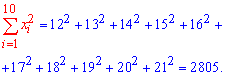 \sum_{i=1}^{10} x_i^2 = 12^2 + 13^2 + 14^2 + 15^2 + 16^2 +
+17^2 + 18^2 + 19^2 + 20^2 + 21^2 = 2805.